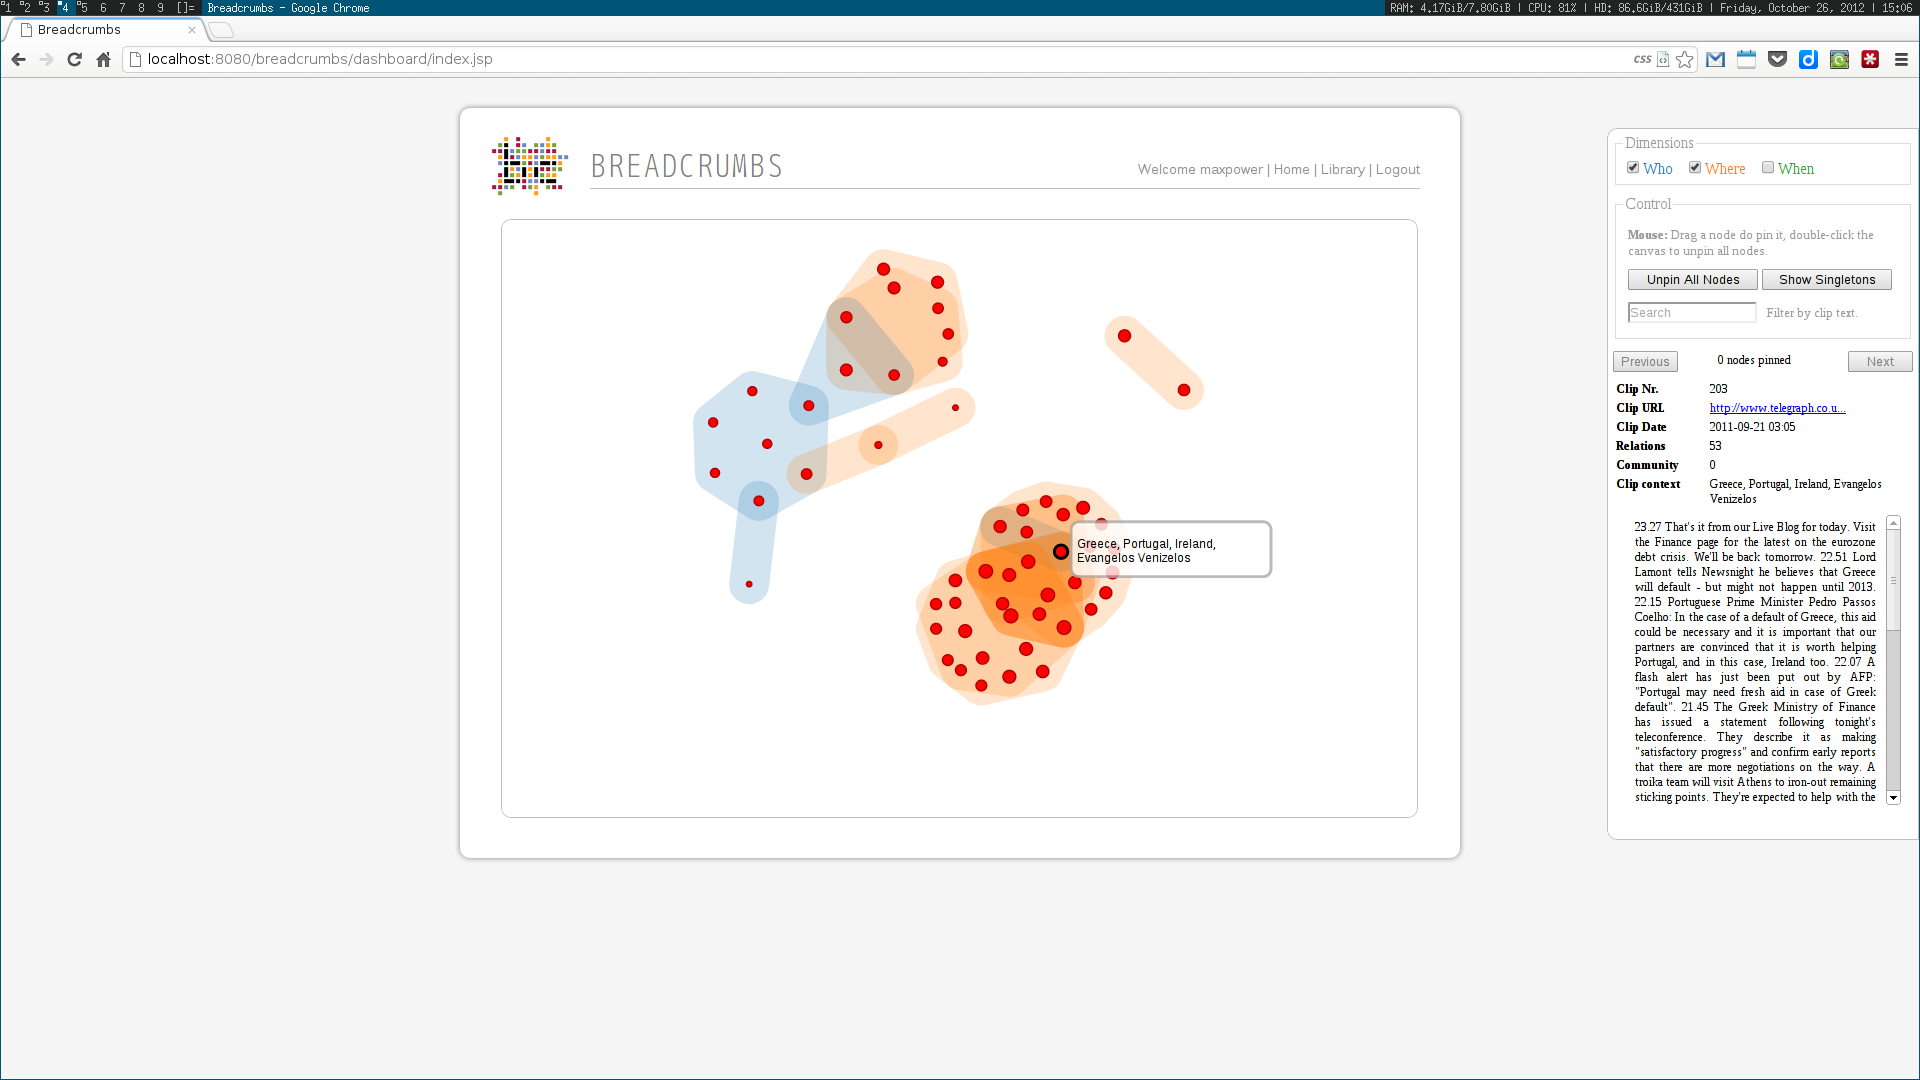 1 2 3 4 5 6 7 8 9 []= Breadcrumbs - Google Chrome RAM: 4.17GiB/7.80GiB | CPU: 81% | HD: 86.6GiB/431GiB | Friday, October 26, 2012 | 15:06
Breadcrumbs
localhost:8080/breadcrumbs/dashboard/index.jsp css
BREADCRUMBS
Welcome maxpower | Home | Library | Logout
Greece, Portugal, Ireland,
Evangelos Venizelos
Dimensions
Who Where When
Control
Mouse: Drag a node do pin it, double-click the
canvas to unpin all nodes.
Unpin All Nodes Show Singletons
Search Filter by clip text.
Previous 0 nodes pinned Next
Clip Nr. 203
Clip URL http://www.telegraph.co.u...
Clip Date 2011-09-21 03:05
Relations 53
Community 0
Clip context Greece, Portugal, Ireland, Evangelos
Venizelos
23.27 That's it from our Live Blog for today. Visit
the Finance page for the latest on the eurozone
debt crisis. We'll be back tomorrow. 22.51 Lord
Lamont tells Newsnight he believes that Greece
will default - but might not happen until 2013.
22.15 Portuguese Prime Minister Pedro Passos
Coelho: In the case of a default of Greece, this aid
could be necessary and it is important that our
partners are convinced that it is worth helping
Portugal, and in this case, Ireland too. 22.07 A
flash alert has just been put out by AFP:
"Portugal may need fresh aid in case of Greek
default". 21.45 The Greek Ministry of Finance
has issued a statement following tonight's
teleconference. They describe it as making
"satisfactory progress" and confirm early reports
that there are more negotiations on the way. A
troika team will visit Athens to iron-out remaining
sticking points. They're expected to help with the